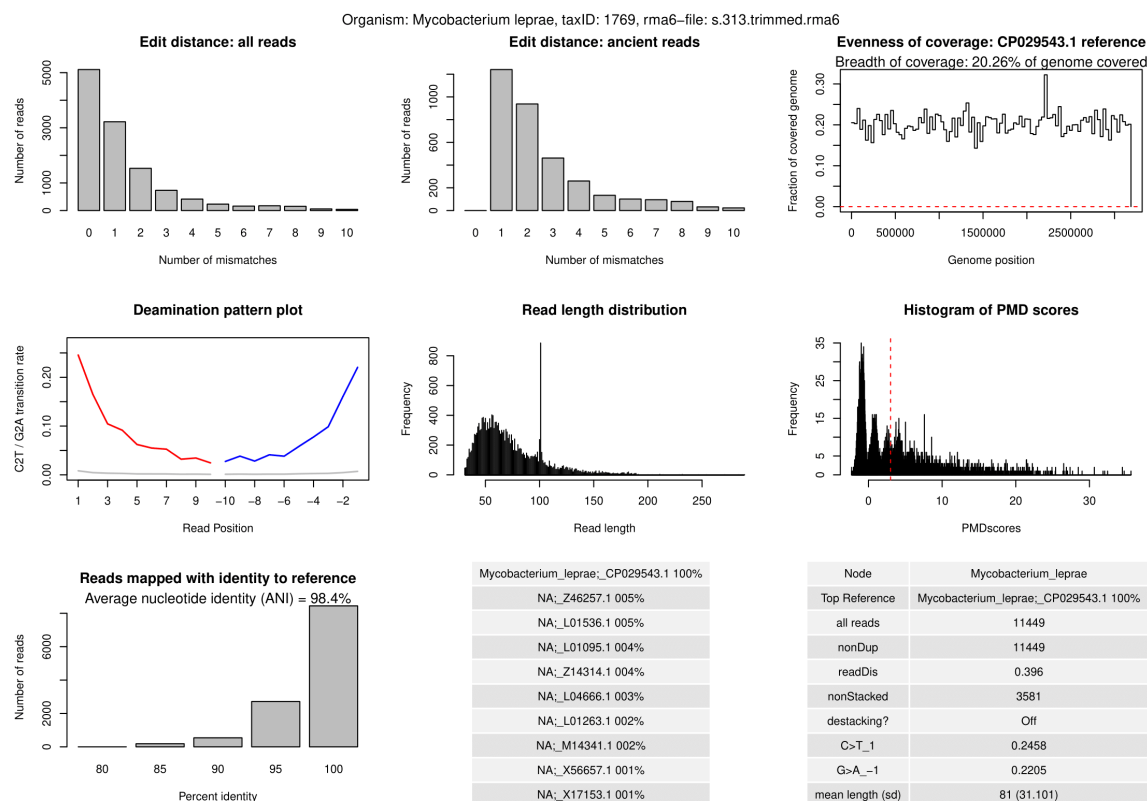 Organism: Mycobacterium leprae, taxID: 1769, rma6−file: s.313.trimmed.rma6
Edit distance: all reads
Number of reads
0 1000 3000 5000
0 1 2 3 4 5 6 7 8 9 10
Number of mismatches
Edit distance: ancient reads
Number of reads
0 200 600 1000
0 1 2 3 4 5 6 7 8 9 10
Number of mismatches
Evenness of coverage: CP029543.1 reference
Breadth of coverage: 20.26% of genome covered
Fraction of covered genome
0.00 0.10 0.20 0.30
0 500000 1500000 2500000
Genome position
Deamination pattern plot
C2T / G2A transition rate
0.00 0.10 0.20
1 3 5 7 9 −10 −8 −6 −4 −2
Read Position
Read length distribution
Frequency
0 200 400 600 800
50 100 150 200 250
Read length
Histogram of PMD scores
Frequency
0 5 15 25 35
0 10 20 30
PMDscores
Reads mapped with identity to reference
Average nucleotide identity (ANI) = 98.4%
Number of reads
0 2000 6000
80 85 90 95 100
Percent identity
Mycobacterium_leprae;_CP029543.1 100%
NA;_Z46257.1 005%
NA;_L01536.1 005%
NA;_L01095.1 004%
NA;_Z14314.1 004%
NA;_L04666.1 003%
NA;_L01263.1 002%
NA;_M14341.1 002%
NA;_X56657.1 001%
NA;_X17153.1 001%
Node Mycobacterium_leprae
Top Reference Mycobacterium_leprae;_CP029543.1 100%
all reads 11449
nonDup 11449
readDis 0.396
nonStacked 3581
destacking? Off
C>T_1 0.2458
G>A_−1 0.2205
mean length (sd) 81 (31.101)